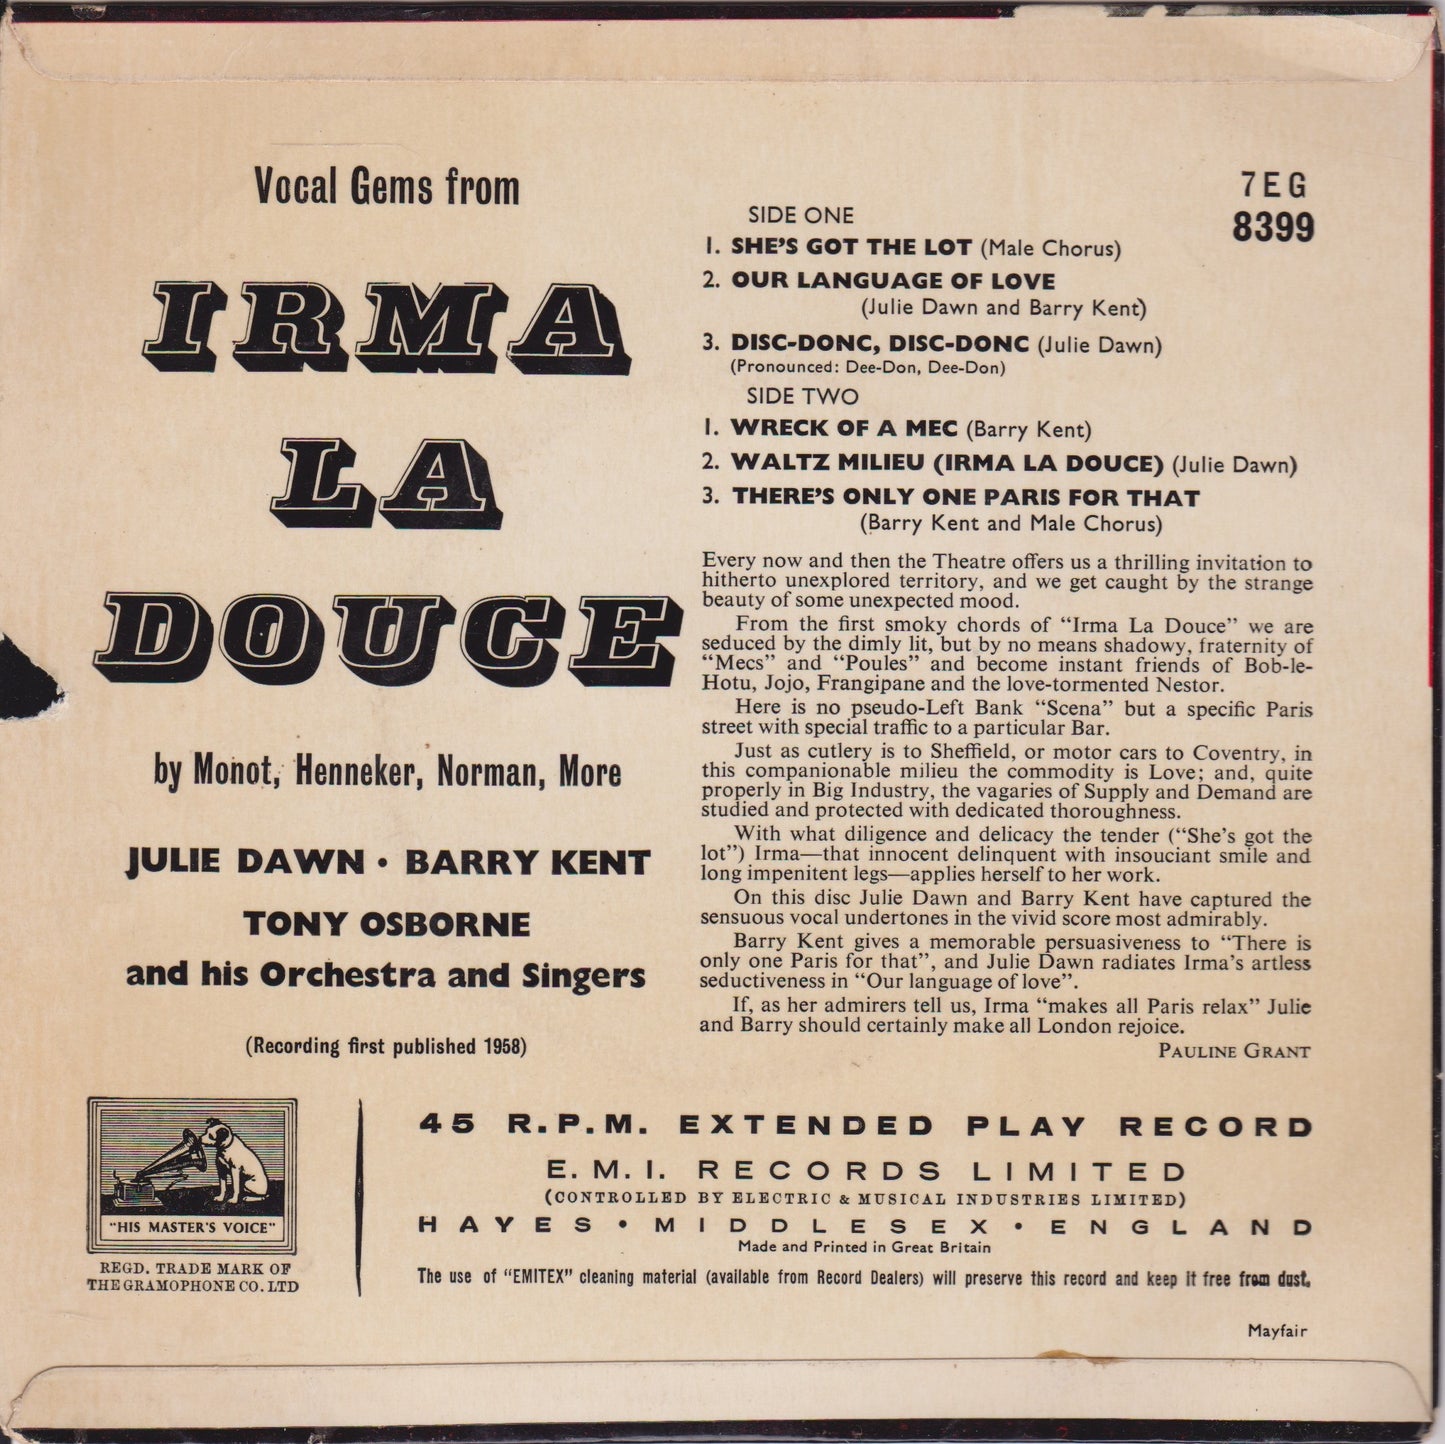 Vocal Gems from
IRMA
LA
DOUCE
by Monot, Henneker, Norman, More
JULIE DAWN • BARRY KENT
TONY OSBORNE
and his Orchestra and Singers
(Recording first published 1958)
7EG
8399
SIDE ONE
1. SHE'S GOT THE LOT (Male Chorus)
2. OUR LANGUAGE OF LOVE
(Julie Dawn and Barry Kent)
3. DISC-DONC, DISC-DONC (Julie Dawn)
(Pronounced: Dee-Don, Dee-Don)
SIDE TWO
1. WRECK OF A MEC (Barry Kent)
2. WALTZ MILIEU (IRMA LA DOUCE) (Julie Dawn)
3. THERE'S ONLY ONE PARIS FOR THAT
(Barry Kent and Male Chorus)
Every now and then the Theatre offers us a thrilling invitation to
hitherto unexplored territory, and we get caught by the strange
beauty of some unexpected mood.
From the first smoky chords of "Irma La Douce" we are
seduced by the dimly lit, but by no means shadowy, fraternity of
"Mecs" and "Poules" and become instant friends of Bob-le-
Hotu, Jojo, Frangipane and the love-tormented Nestor.
Here is no pseudo-Left Bank "Scena" but a specific Paris
street with special traffic to a particular Bar.
Just as cutlery is to Sheffield, or motor cars to Coventry, in
this companionable milieu the commodity is Love; and, quite
properly in Big Industry, the vagaries of Supply and Demand are
studied and protected with dedicated thoroughness.
With what diligence and delicacy the tender ("She's got the
lot") Irma—that innocent delinquent with insouciant smile and
long impenitent legs—applies herself to her work.
On this disc Julie Dawn and Barry Kent have captured the
sensuous vocal undertones in the vivid score most admirably.
Barry Kent gives a memorable persuasiveness to "There is
only one Paris for that", and Julie Dawn radiates Irma's artless
seductiveness in "Our language of love".
If, as her admirers tell us, Irma "makes all Paris relax" Julie
and Barry should certainly make all London rejoice.
PAULINE GRANT
"HIS MASTER'S VOICE"
REGD. TRADE MARK OF
THE GRAMOPHONE CO. LTD
45 R.P.M. EXTENDED PLAY RECORD
E.M.I. RECORDS LIMITED
(CONTROLLED BY ELECTRIC & MUSICAL INDUSTRIES LIMITED)
HAYES • MIDDLESEX • ENGLAND
Made and Printed in Great Britain
The use of "EMITEX" cleaning material (available from Record Dealers) will preserve this record and keep it free from dust.
Mayfair